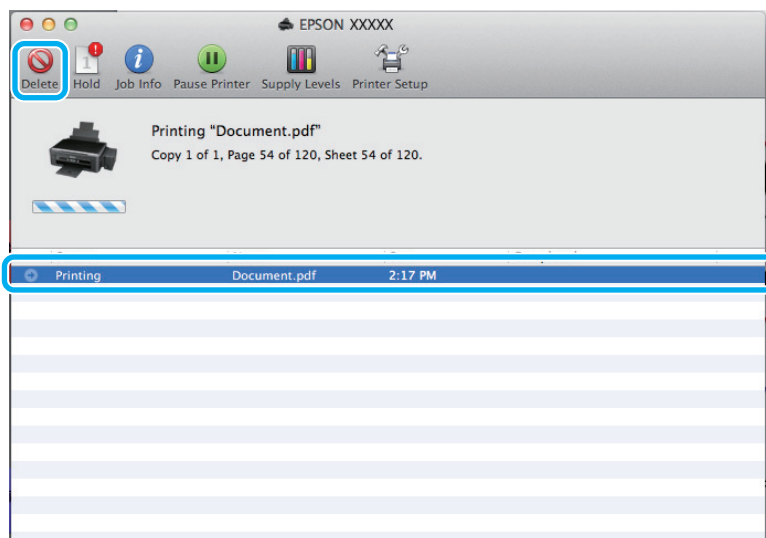 EPSON XXXXX
1
Delete Hold Job Info Pause Printer Supply Levels Printer Setup
Printing “Document.pdf”
Copy 1 of 1, Page 54 of 120, Sheet 54 of 120.
Printing Document.pdf 2:17 PM